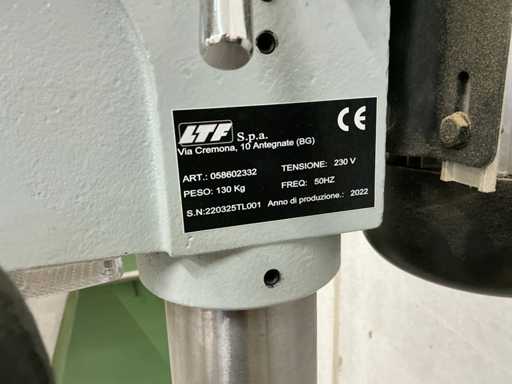 LTF S.p.a.
Via Cremona, 10 Antegnate (BG)
ART.: 058602332 TENSIONE: 230 V
PESO: 130 Kg FREQ: 50HZ
S.N:220325TL001 Anno di produzione.: 2022
CE